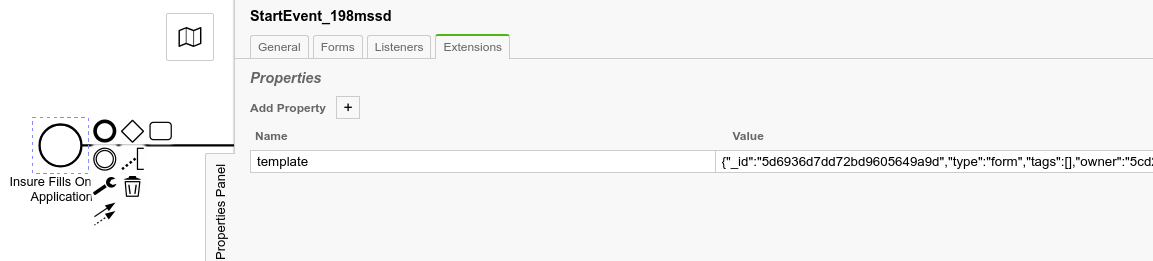 StartEvent_198mssd
General Forms Listeners Extensions
Properties
Add Property +
Name Value
template {"_id":"5d6936d7dd72bd9605649a9d","type":"form","tags":[],"owner":"5cd
Insure Fills On
Application
Properties Panel